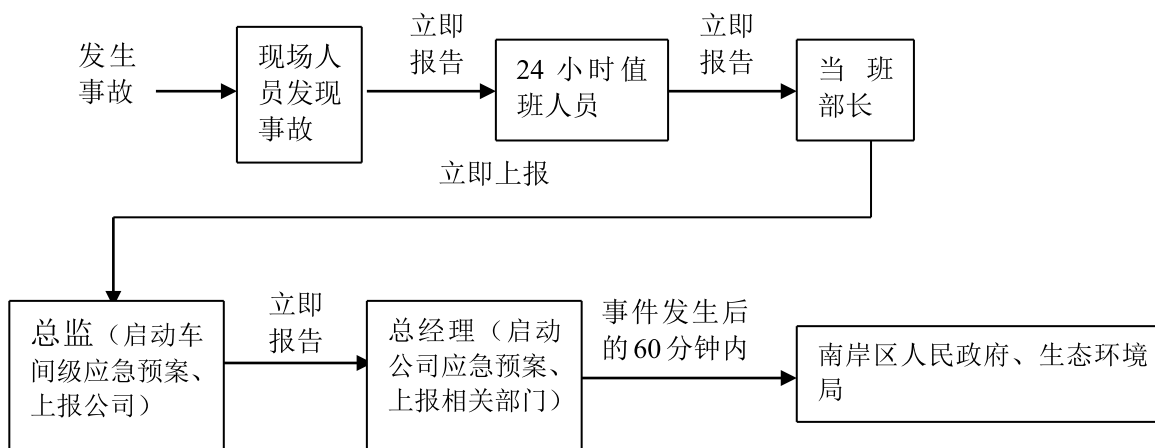 发生
事故
现场人
员发现
事故
立即
报告
24 小时值
班人员
立即
报告
当 班
部长
立即上报
总监（启动车
间级应急预案、
上报公司）
立即
报告
总经理（启动
公司应急预案、
上报相关部门）
事件发生后
的 60 分钟内
南岸区人民政府、生态环境
局